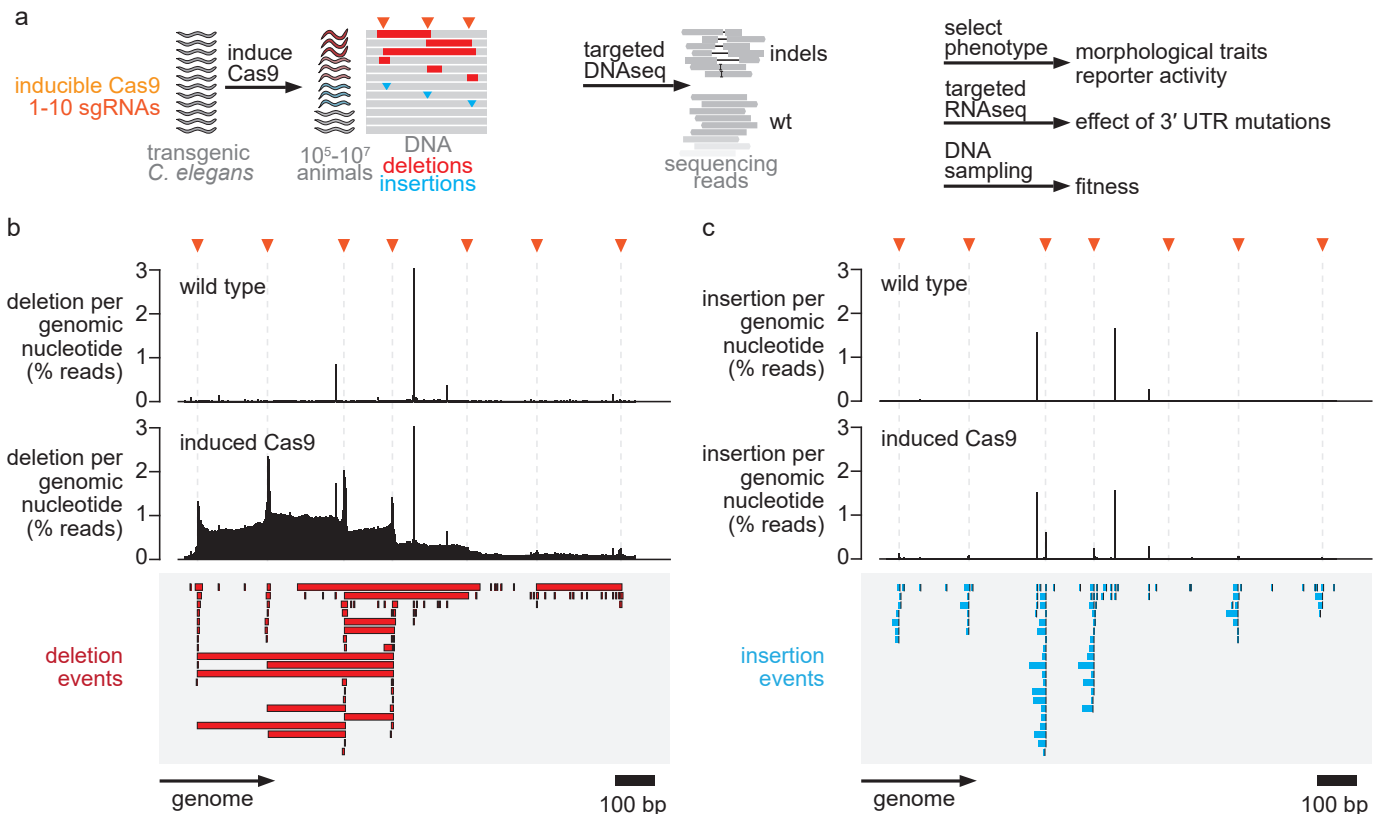 a
inducible Cas9
1-10 sgRNAs
transgenic
C. elegans
induce
Cas9
10⁵-10⁷
animals
DNA
deletions
insertions
targeted
DNAseq
indels
wt
sequencing
reads
select
phenotype
morphological traits
reporter activity
targeted
RNAseq
effect of 3′ UTR mutations
DNA
sampling
fitness
b
deletion per
genomic
nucleotide
(% reads)
3
2
1
0
wild type
deletion per
genomic
nucleotide
(% reads)
3
2
1
0
induced Cas9
deletion
events
genome
100 bp
c
insertion per
genomic
nucleotide
(% reads)
3
2
1
0
wild type
insertion per
genomic
nucleotide
(% reads)
3
2
1
0
induced Cas9
insertion
events
genome
100 bp